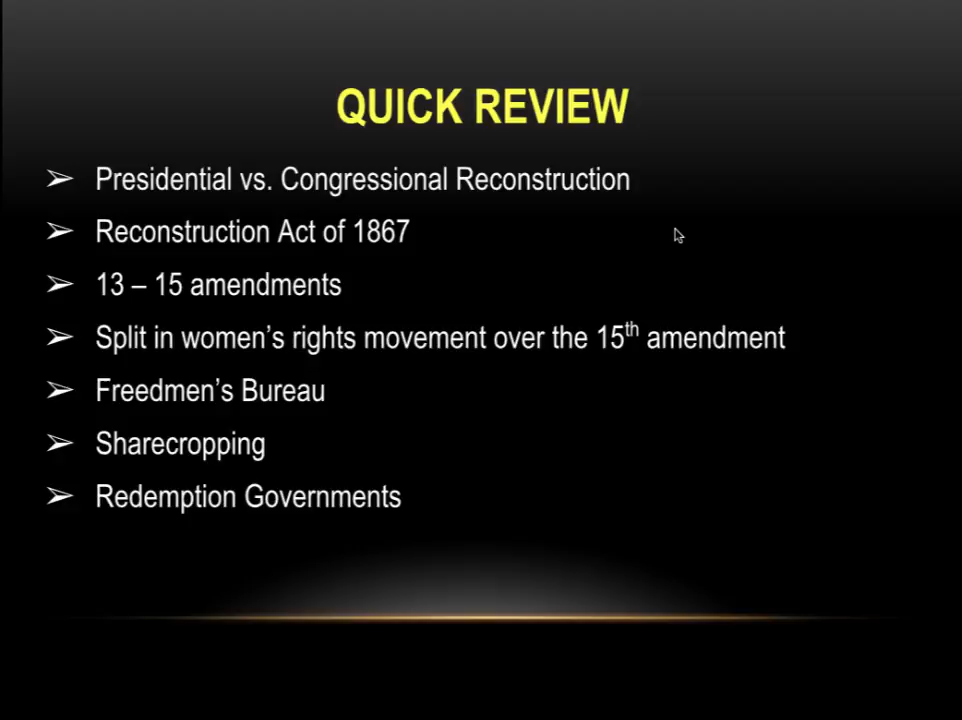 QUICK REVIEW
➢ Presidential vs. Congressional Reconstruction
➢ Reconstruction Act of 1867
➢ 13 – 15 amendments
➢ Split in women’s rights movement over the 15th amendment
➢ Freedmen’s Bureau
➢ Sharecropping
➢ Redemption Governments